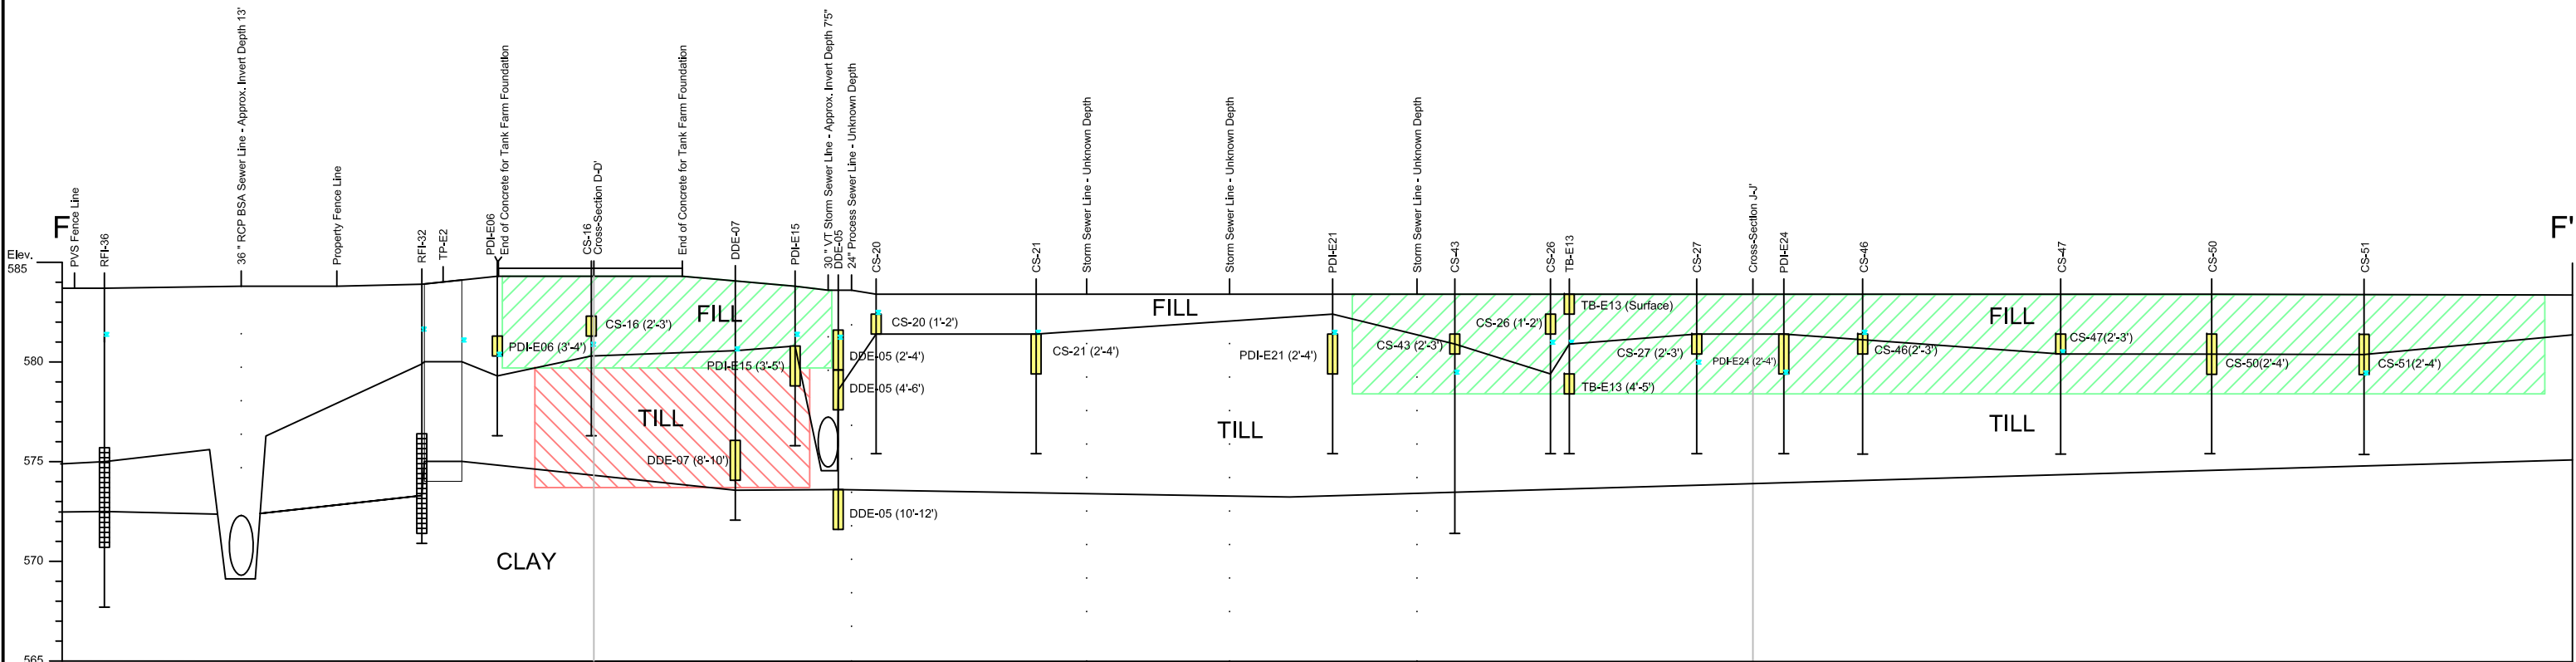 F
F'
Elev.
585
580
575
570
565
PVS Fence Line
RFI-36
36 " RCP BSA Sewer Line - Approx. Invert Depth 13'
Property Fence Line
RFI-32
TP-E2
PDI-E06
End of Concrete for Tank Farm Foundation
CS-16
Cross-Section D-D'
End of Concrete for Tank Farm Foundation
DDE-07
PDI-E15
30 " VT Storm Sewer Line - Approx. Invert Depth 7'5"
DDE-05
24" Process Sewer Line - Unknown Depth
CS-20
CS-21
Storm Sewer Line - Unknown Depth
Storm Sewer Line - Unknown Depth
PDI-E21
Storm Sewer Line - Unknown Depth
CS-43
CS-26
TB-E13
CS-27
Cross-Section J-J'
PDI-E24
CS-46
CS-47
CS-50
CS-51
FILL
FILL
FILL
CS-16 (2'-3')
PDI-E06 (3'-4')
PDI-E15 (3'-5')
DDE-05 (2'-4')
DDE-05 (4'-6')
CS-20 (1'-2')
CS-21 (2'-4')
PDI-E21 (2'-4')
CS-43 (2'-3')
CS-26 (1'-2')
TB-E13 (Surface)
CS-27 (2'-3')
PDI-E24 (2'-4')
CS-46(2'-3')
CS-47(2'-3')
CS-50(2'-4')
CS-51(2'-4')
TB-E13 (4'-5')
TILL
TILL
TILL
DDE-07 (8'-10')
DDE-05 (10'-12')
CLAY